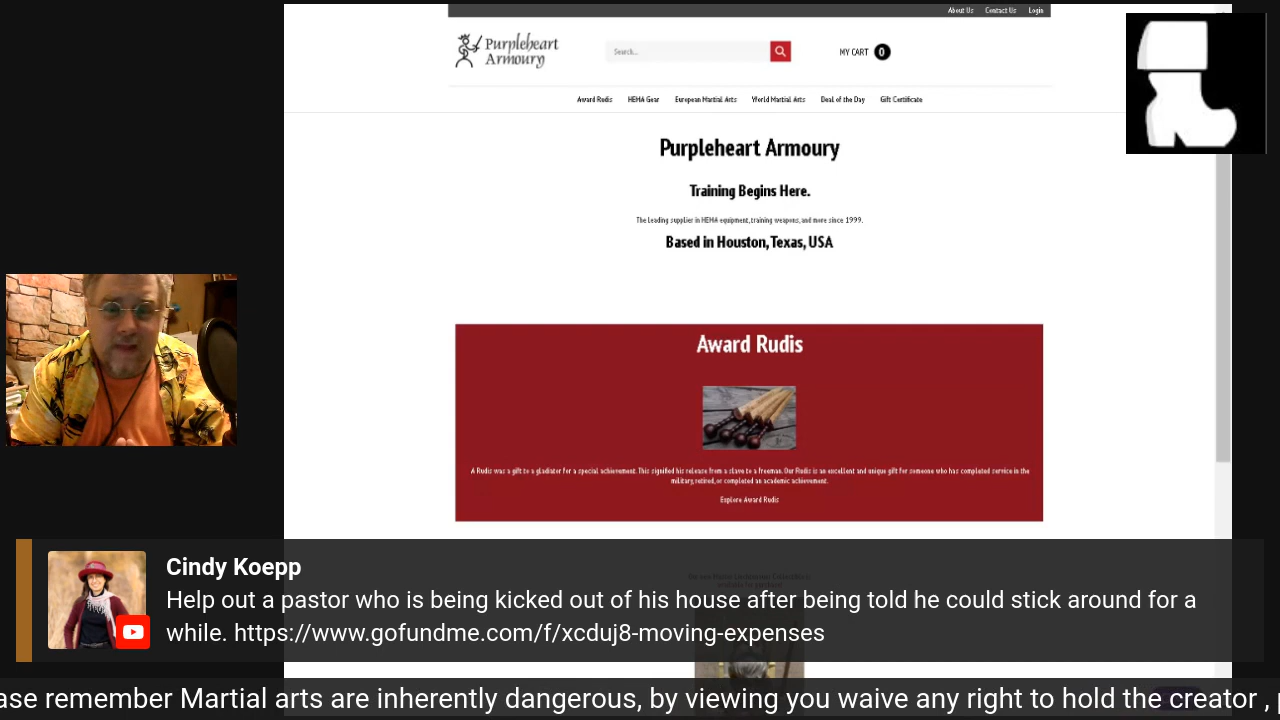 About Us Contact Us Login
Purpleheart
Armoury
Search...
MY CART 0
Award Rudis HEMA Gear European Martial Arts World Martial Arts Deal of the Day Gift Certificate
Purpleheart Armoury
Training Begins Here.
The leading supplier in HEMA equipment, training weapons, and more since 1999.
Based in Houston, Texas, USA
Award Rudis
A Rudis was a gift to a gladiator for a special achievement. This signified his release from a slave to a freeman. Our Rudis is an excellent and unique gift for someone who has completed service in the
military, retired, or completed an academic achievement.
Explore Award Rudis
Cindy Koepp
Help out a pastor who is being kicked out of his house after being told he could stick around for a
while. https://www.gofundme.com/f/xcduj8-moving-expenses
ase remember Martial arts are inherently dangerous, by viewing you waive any right to hold the creator , p